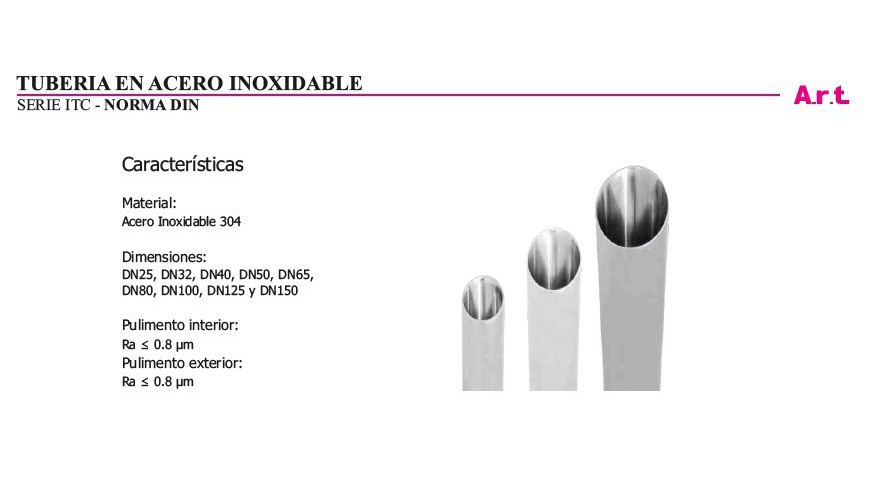 TUBERIA EN ACERO INOXIDABLE
SERIE ITC - NORMA DIN
A.r.t.
Características
Material:
Acero Inoxidable 304
Dimensiones:
DN25, DN32, DN40, DN50, DN65,
DN80, DN100, DN125 y DN150
Pulimento interior:
Ra ≤ 0.8 µm
Pulimento exterior:
Ra ≤ 0.8 µm